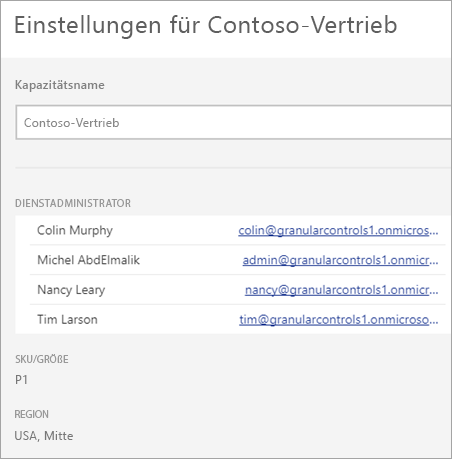 Einstellungen für Contoso-Vertrieb
Kapazitätsname
Contoso-Vertrieb
DIENSTADMINISTRATOR
Colin Murphy colin@granularcontrols1.onmicros...
Michel AbdElmalik admin@granularcontrols1.onmicr...
Nancy Leary nancy@granularcontrols1.onmicr...
Tim Larson tim@granularcontrols1.onmicroso...
SKU/GRÖßE
P1
REGION
USA, Mitte